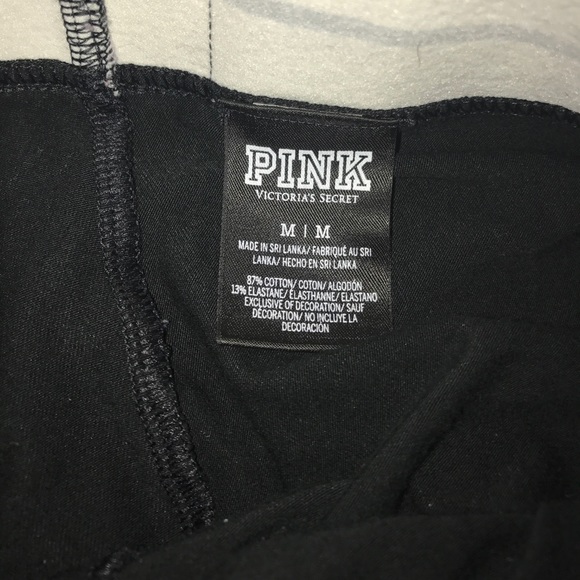 PINK
VICTORIA'S SECRET
M | M
MADE IN SRI LANKA/ FABRIQUÉ AU SRI
LANKA/ HECHO EN SRI LANKA
87% COTTON/ COTON/ ALGODÓN
13% ELASTANE/ ÉLASTHANNE/ ELASTANO
EXCLUSIVE OF DECORATION/ SAUF
DÉCORATION/ NO INCLUYE LA
DECORACIÓN